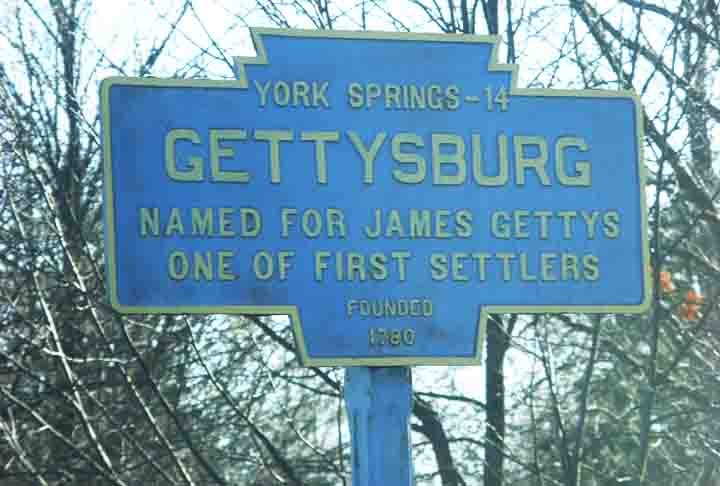 YORK SPRINGS-14
GETTYSBURG
NAMED FOR JAMES GETTYS
ONE OF FIRST SETTLERS
FOUNDED
1780